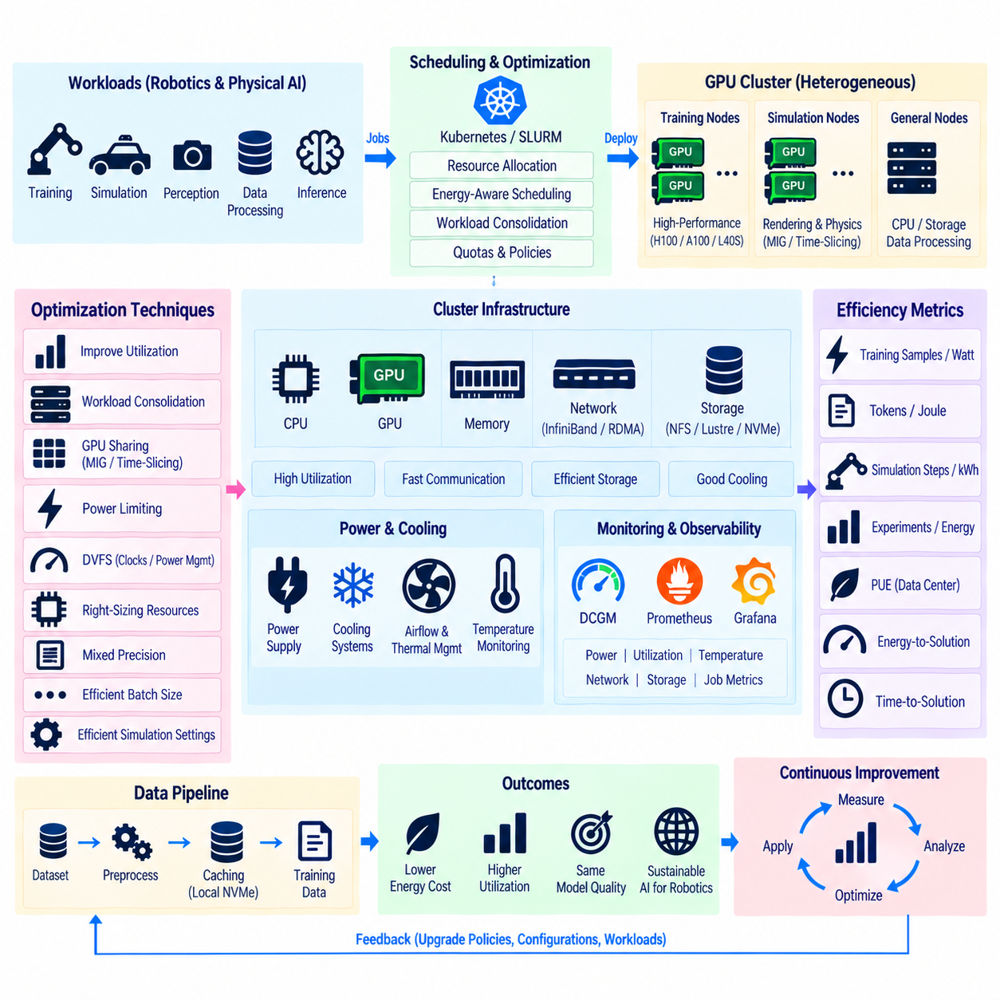 Workloads (Robotics & Physical AI)
Training
Simulation
Perception
Data
Processing
Inference
Jobs
Scheduling & Optimization
Kubernetes / SLURM
Resource Allocation
Energy-Aware Scheduling
Workload Consolidation
Quotas & Policies
Deploy
GPU Cluster (Heterogeneous)
Training Nodes
GPU
GPU
High-Performance
(H100 / A100 / L40S)
Simulation Nodes
GPU
GPU
Rendering & Physics
(MIG / Time-Slicing)
General Nodes
CPU / Storage
Data Processing
Optimization Techniques
Improve Utilization
Workload Consolidation
GPU Sharing
(MIG / Time-Slicing)
Power Limiting
DVFS (Clocks / Power Mgmt)
Right-Sizing Resources
Mixed Precision
Efficient Batch Size
Efficient Simulation Settings
Cluster Infrastructure
CPU
GPU
GPU
Memory
Network
(InfiniBand / RDMA)
Storage
(NFS / Lustre / NVMe)
High Utilization
Fast Communication
Efficient Storage
Good Cooling
Power & Cooling
Power
Supply
Cooling
Systems
Airflow &
Thermal Mgmt
Temperature
Monitoring
Monitoring & Observability
DCGM
Prometheus
Grafana
Power | Utilization | Temperature
Network | Storage | Job Metrics
Efficiency Metrics
Training Samples / Watt
Tokens / Joule
Simulation Steps / kWh
Experiments / Energy
PUE (Data Center)
Energy-to-Solution
Time-to-Solution
Data Pipeline
Dataset
Preprocess
Caching
(Local NVMe)
Training
Data
Outcomes
Lower
Energy Cost
Higher
Utilization
Same
Model Quality
Sustainable
AI for Robotics
Continuous Improvement
Measure
Analyze
Optimize
Apply
Feedback (Upgrade Policies, Configurations, Workloads)